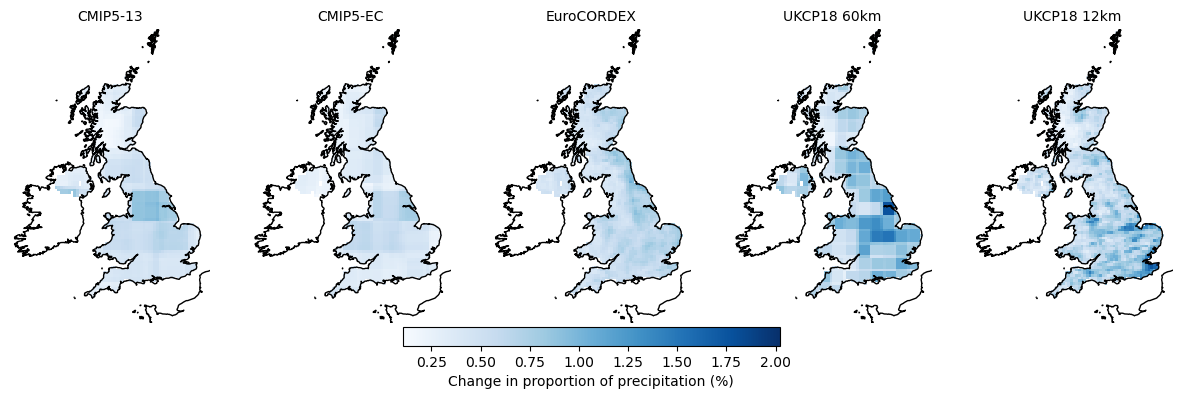 CMIP5-13 CMIP5-EC EuroCORDEX UKCP18 60km UKCP18 12km
0.25 0.50 0.75 1.00 1.25 1.50 1.75 2.00
Change in proportion of precipitation (%)